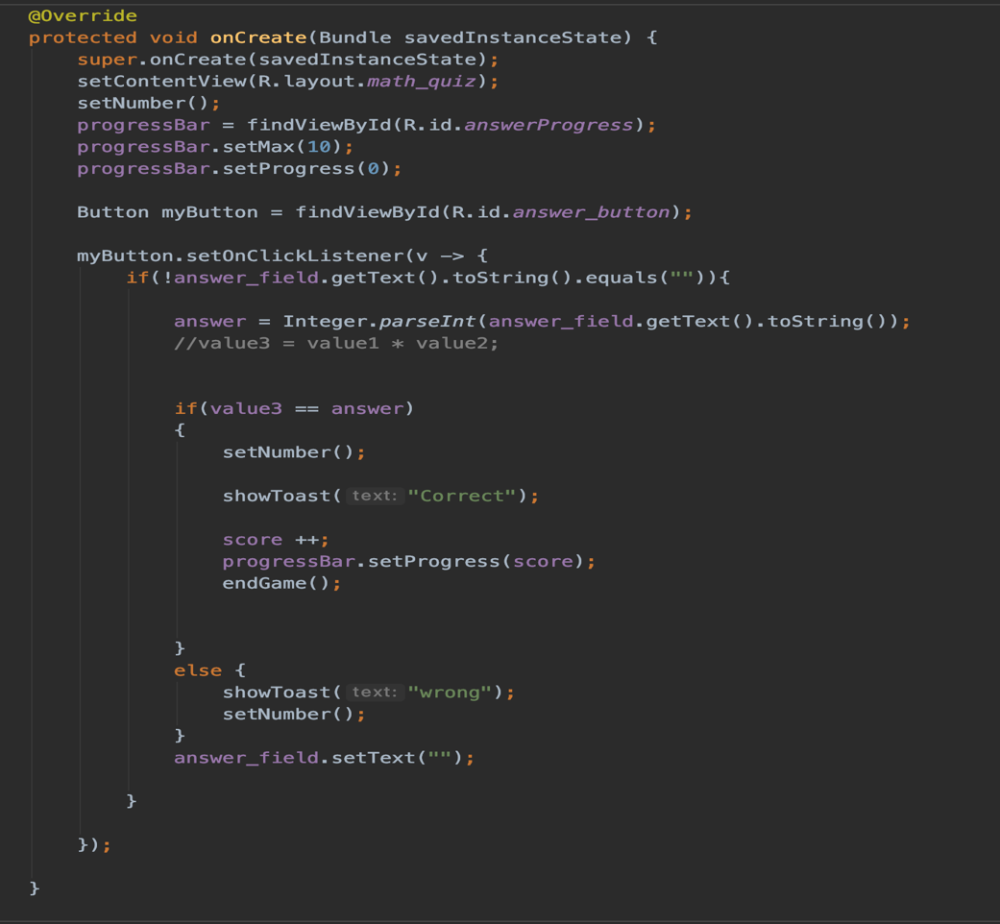 @Override
protected void onCreate(Bundle savedInstanceState) {
super.onCreate(savedInstanceState);
setContentView(R.layout.math_quiz);
setNumber();
progressBar = findViewById(R.id.answerProgress);
progressBar.setMax(10);
progressBar.setProgress(0);
Button myButton = findViewById(R.id.answer_button);
myButton.setOnClickListener(v -> {
if(!answer_field.getText().toString().equals("")){
answer = Integer.parseInt(answer_field.getText().toString());
//value3 = value1 * value2;
if(value3 == answer)
{
setNumber();
showToast( text: "Correct");
score ++;
progressBar.setProgress(score);
endGame();
}
else {
showToast( text: "wrong");
setNumber();
}
answer_field.setText("");
}
});
}